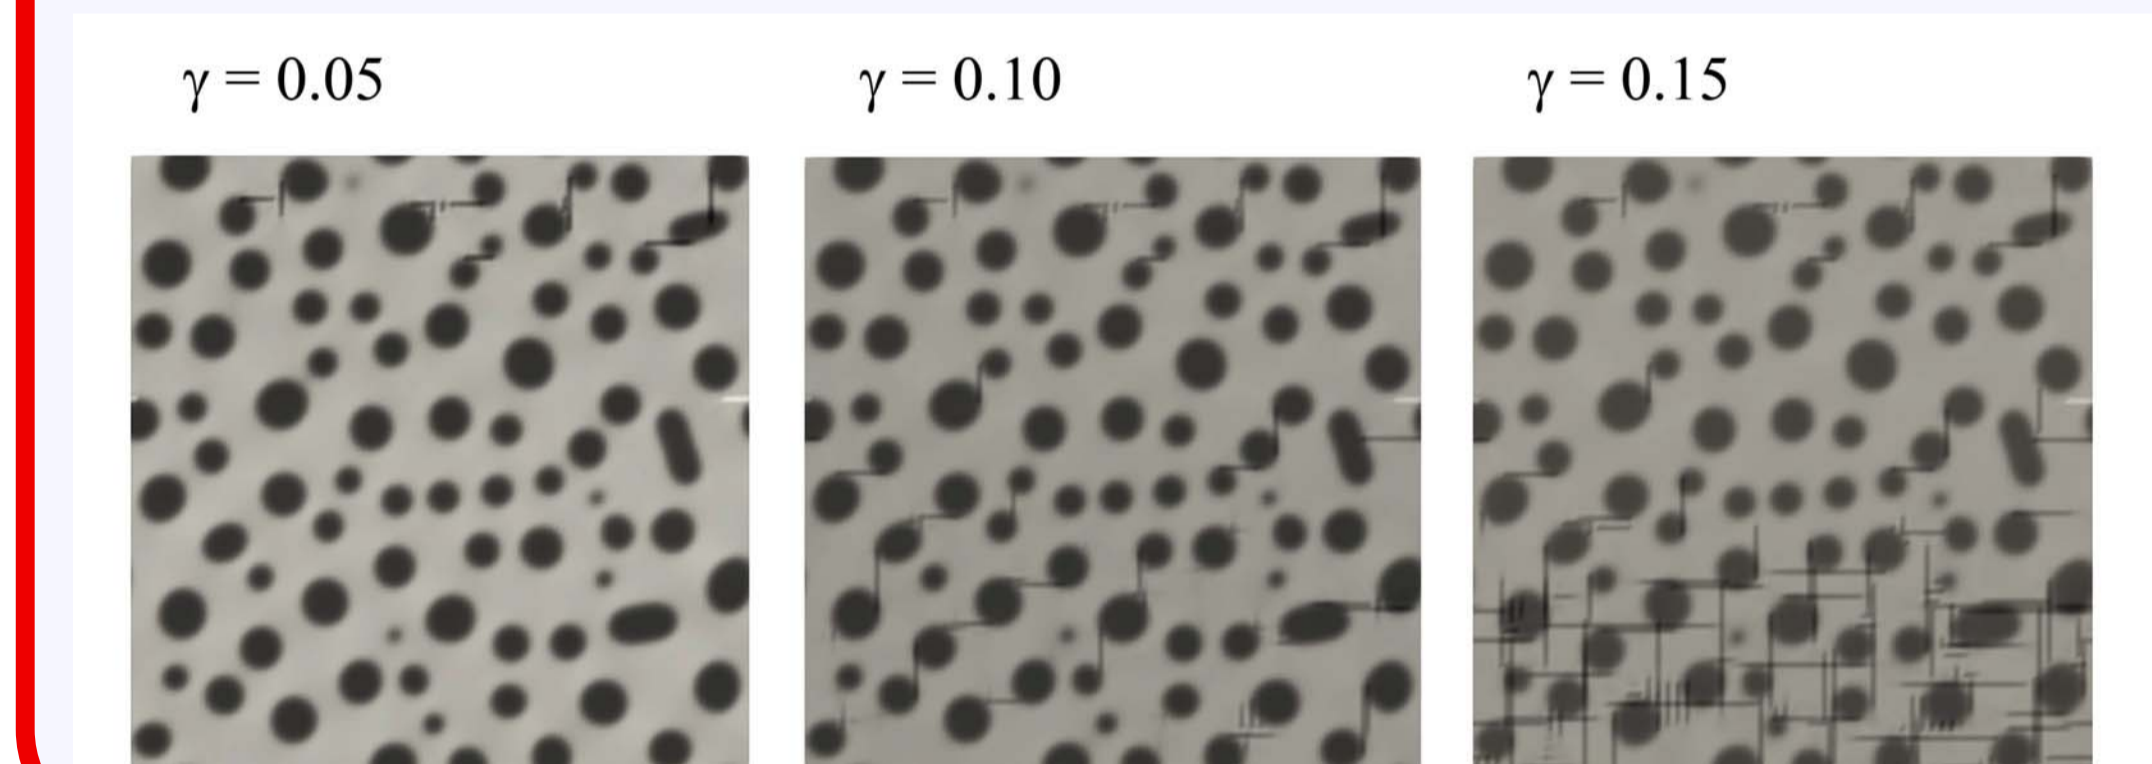 γ = 0.05
γ = 0.10
γ = 0.15